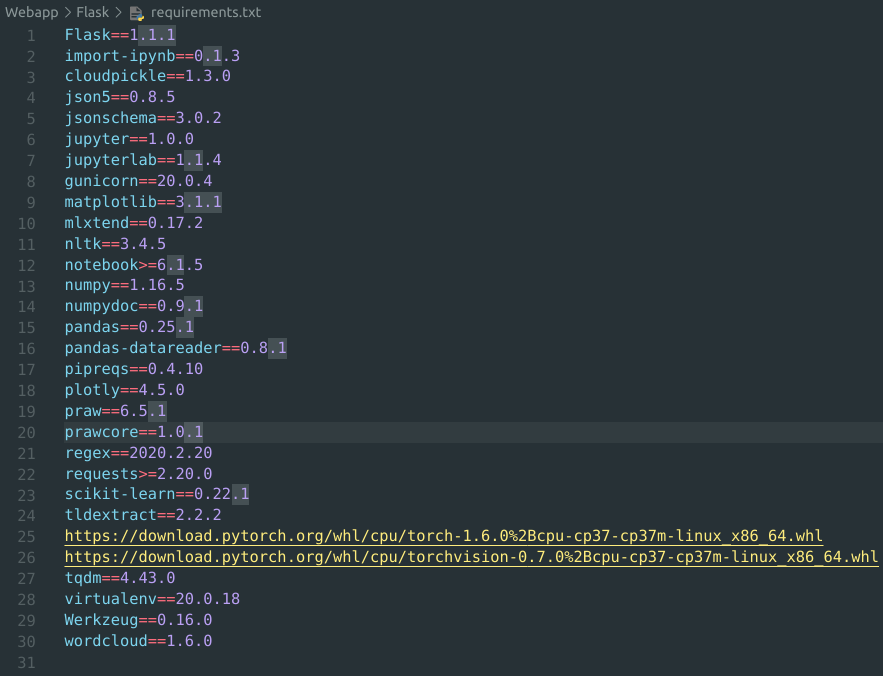 Webapp > Flask > requirements.txt
1 Flask==1.1.1
2 import-ipynb==0.1.3
3 cloudpickle==1.3.0
4 json5==0.8.5
5 jsonschema==3.0.2
6 jupyter==1.0.0
7 jupyterlab==1.1.4
8 gunicorn==20.0.4
9 matplotlib==3.1.1
10 mlxtend==0.17.2
11 nltk==3.4.5
12 notebook>=6.1.5
13 numpy==1.16.5
14 numpydoc==0.9.1
15 pandas==0.25.1
16 pandas-datareader==0.8.1
17 pipreqs==0.4.10
18 plotly==4.5.0
19 praw==6.5.1
20 prawcore==1.0.1
21 regex==2020.2.20
22 requests>=2.20.0
23 scikit-learn==0.22.1
24 tldextract==2.2.2
25 https://download.pytorch.org/whl/cpu/torch-1.6.0%2Bcpu-cp37-cp37m-linux_x86_64.whl
26 https://download.pytorch.org/whl/cpu/torchvision-0.7.0%2Bcpu-cp37-cp37m-linux_x86_64.whl
27 tqdm==4.43.0
28 virtualenv==20.0.18
29 Werkzeug==0.16.0
30 wordcloud==1.6.0
31